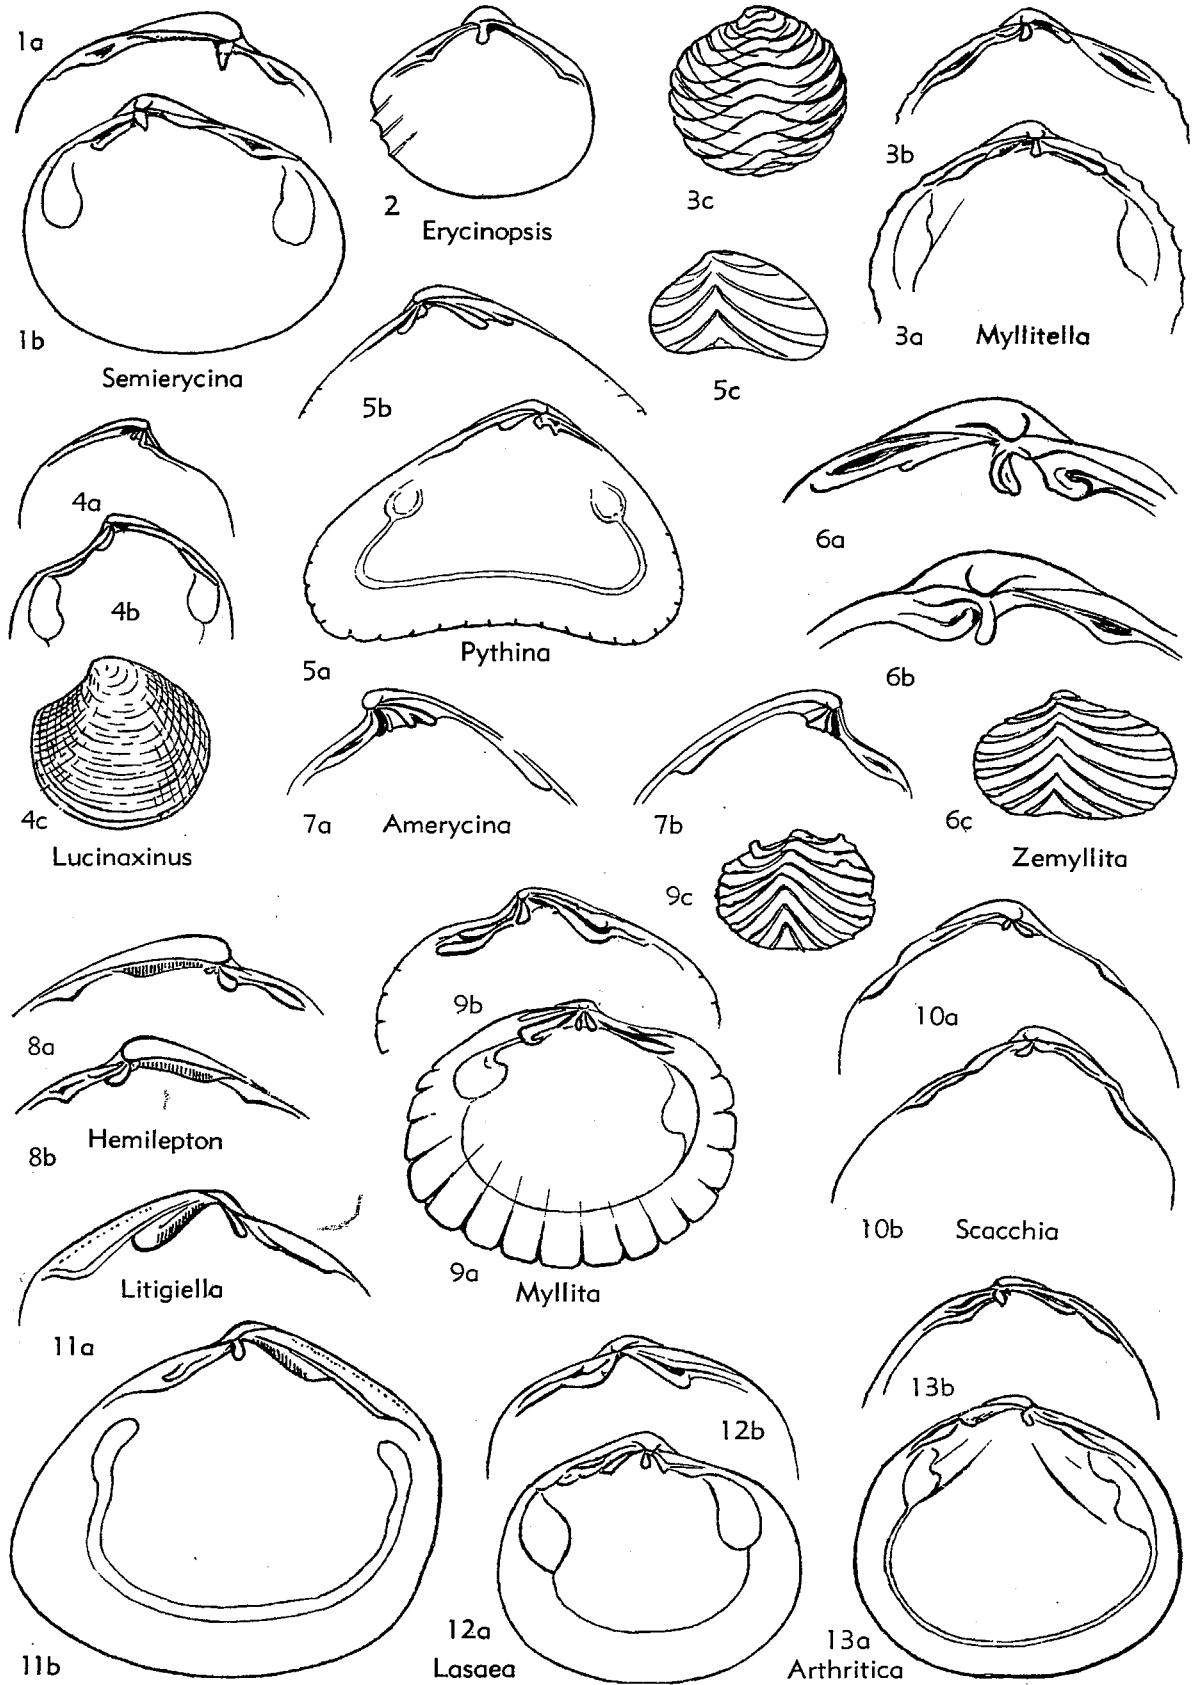 1a
1b
Semierycina
2
Erycinopsis
3c
3b
3a
Myllitella
5b
5c
5a
Pythina
4a
4b
4c
Lucinaxinus
6a
6b
6c
Zemyllita
7a
Amerycina
7b
9c
8a
8b
Hemilepton
9b
9a
Myllita
10a
10b
Scacchia
Litigiella
11a
11b
12b
12a
Lasaea
13b
13a
Arthritica